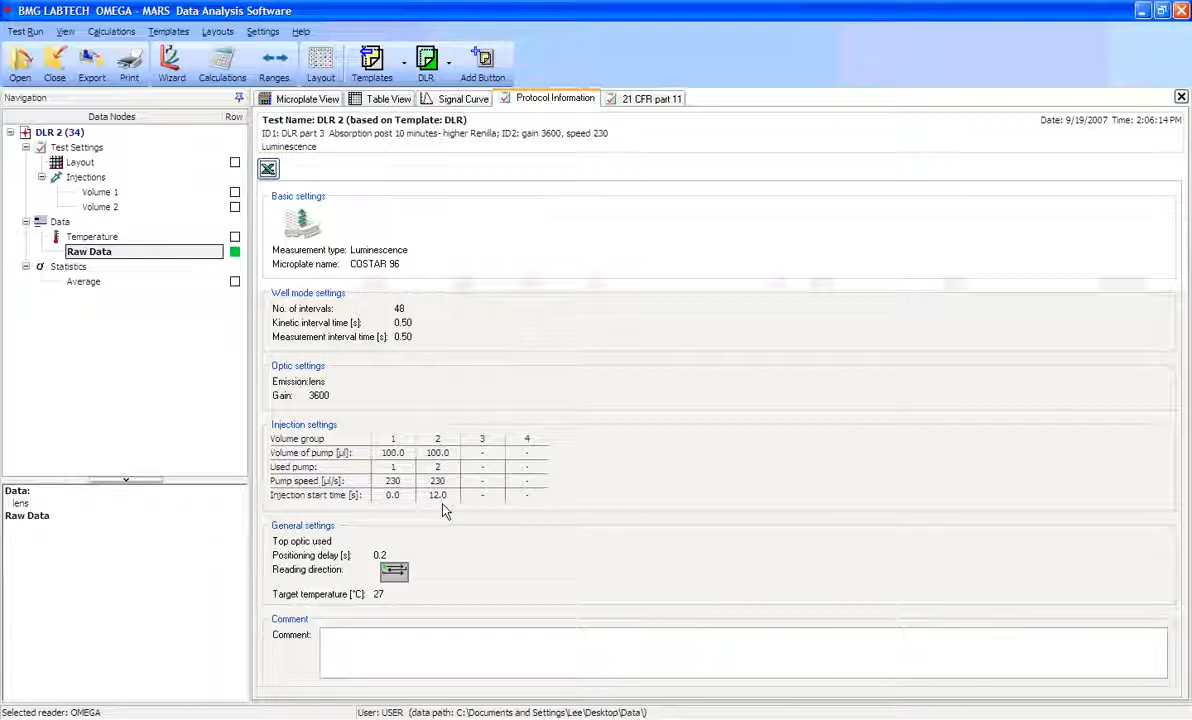 BMG LABTECH OMEGA - MARS Data Analysis Software
Test Run View Calculations Templates Layouts Settings Help
Open Close Export Print Wizard Calculations Ranges Layout Templates DLR Add Button
Navigation
Data Nodes Row
DLR 2 (34)
Test Settings
Layout
Injections
Volume 1
Volume 2
Data
Temperature
Raw Data
Statistics
Average
Data:
lens
Raw Data
Microplate View Table View Signal Curve Protocol Information 21 CFR part 11
Test Name: DLR 2 (based on Template: DLR) Date: 9/19/2007 Time: 2:06:14 PM
ID1: DLR part 3 Absorption post 10 minutes- higher Renilla; ID2: gain 3600, speed 230
Luminescence
Basic settings
Measurement type: Luminescence
Microplate name: COSTAR 96
Well mode settings
No. of intervals: 48
Kinetic interval time [s]: 0.50
Measurement interval time [s]: 0.50
Optic settings
Emission:lens
Gain: 3600
Injection settings
Volume group 1 2 3 4
Volume of pump [µl]: 100.0 100.0 - -
Used pump: 1 2 - -
Pump speed [µl/s]: 230 230 - -
Injection start time [s]: 0.0 12.0 - -
General settings
Top optic used
Positioning delay [s]: 0.2
Reading direction:
Target temperature [°C]: 27
Comment
Comment:
Selected reader: OMEGA User: USER (data path: C:\Documents and Settings\Lee\Desktop\Data\)